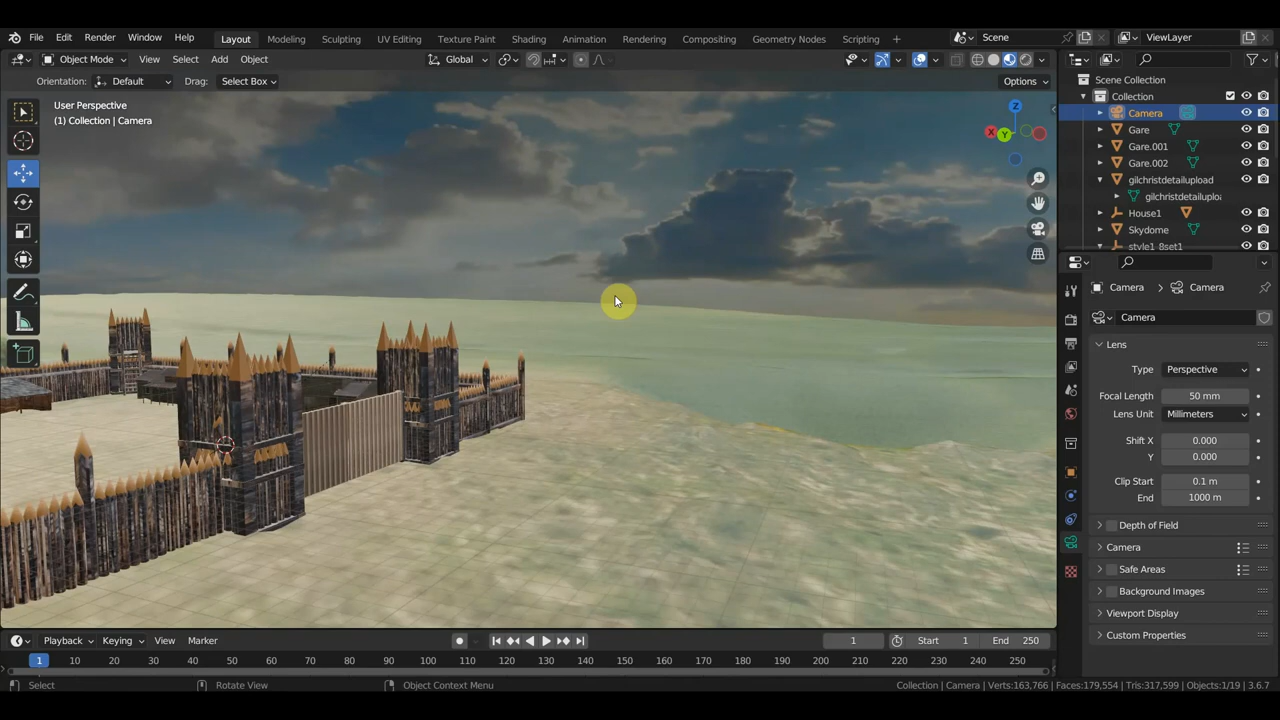 File Edit Render Window Help Layout Modeling Sculpting UV Editing Texture Paint Shading Animation Rendering Compositing Geometry Nodes Scripting Scene ViewLayer
Object Mode View Select Add Object Global
Orientation: Default Drag: Select Box Options
Scene Collection
Collection
Camera
Gare
Gare.001
Gare.002
gilchristdetailupload
gilchristdetailuploa
House1
Skydome
style1 8set1
User Perspective
(1) Collection | Camera
Z
X
Y
Camera Camera
Camera
Lens
Type Perspective
Focal Length 50 mm
Lens Unit Millimeters
Shift X 0.000
Y 0.000
Clip Start 0.1 m
End 1000 m
Depth of Field
Camera
Safe Areas
Background Images
Viewport Display
Custom Properties
Playback Keying View Marker 1 Start 1 End 250
1 10 20 30 40 50 60 70 80 90 100 110 120 130 140 150 160 170 180 190 200 210 220 230 240 250
Select Rotate View Object Context Menu Collection | Camera | Verts:163,766 | Faces:179,554 | Tris:317,599 | Objects:1/19 | 3.6.7